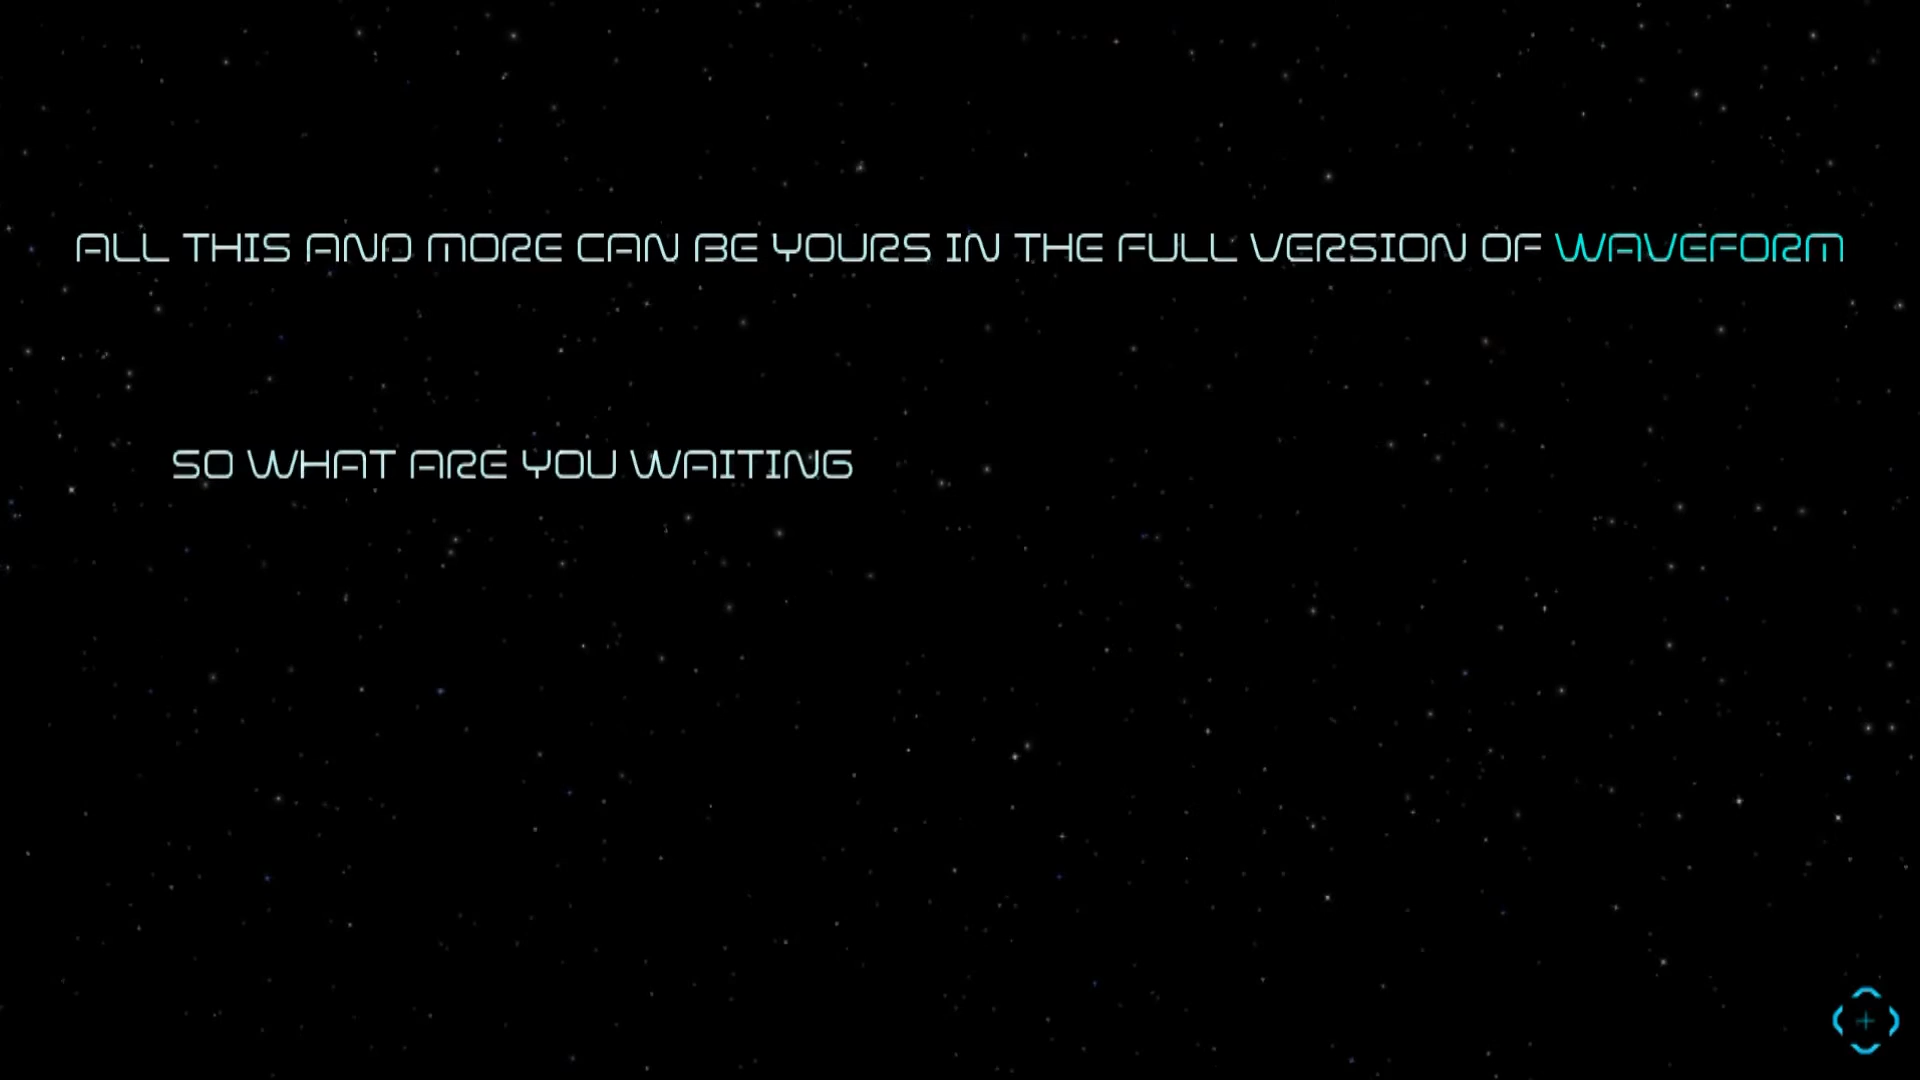 ALL THIS AND MORE CAN BE YOURS IN THE FULL VERSION OF WAVEFORM
SO WHAT ARE YOU WAITING